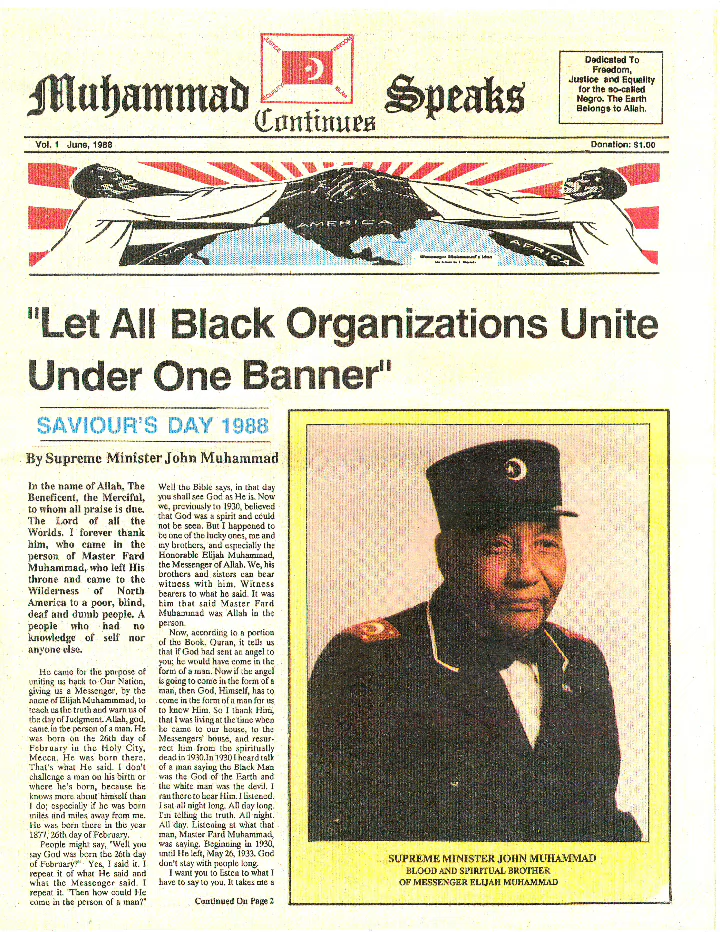 JUSTICE
FREEDOM
EQUALITY
ISLAM
Muhammad
Speaks
Continues
Dedicated To
Freedom,
Justice and Equality
for the so-called
Negro. The Earth
Belongs to Allah.
Vol. 1 June, 1988
Donation: $1.00
ASIA
AMERICA
AFRICA
Messenger Muhammad's
"Let All Black Organizations Unite
Under One Banner"
SAVIOUR'S DAY 1988
By Supreme Minister John Muhammad
In the name of Allah, The
Beneficent, the Merciful,
to whom all praise is due.
The Lord of all the
Worlds. I forever thank
him, who came in the
person of Master Fard
Muhammad, who left His
throne and came to the
Wilderness of North
America to a poor, blind,
deaf and dumb people. A
people who had no
knowledge of self nor
anyone else.
He came for the purpose of
uniting us back to Our Nation,
giving us a Messenger, by the
name of Elijah Muhammad, to
teach us the truth and warn us of
the day of Judgment. Allah, god,
came in the person of a man. He
was born on the 26th day of
February in the Holy City,
Mecca. He was born there.
That's what He said. I don't
challenge a man on his birth or
where he's born, because he
knows more about himself than
I do; especially if he was born
miles and miles away from me.
He was born there in the year
1877, 26th day of February.
People might say, "Well you
say God was born the 26th day
of February?" Yes, I said it. I
repeat it of what He said and
what the Messenger said. I
repeat it. "Then how could He
come in the person of a man?"
Well the Bible says, in that day
you shall see God as He is. Now
we, previously to 1930, believed
that God was a spirit and could
not be seen. But I happened to
be one of the lucky ones, me and
my brothers, and especially the
Honorable Elijah Muhammad,
the Messenger of Allah. We, his
brothers and sisters can bear
witness with him. Witness
bearers to what he said. It was
him that said Master Fard
Muhammad was Allah in the
person.
Now, according to a portion
of the Book, Quran, it tells us
that if God had sent an angel to
you; he would have come in the
form of a man. Now if the angel
is going to come in the form of a
man, then God, Himself, has to
come in the form of a man for us
to know Him. So I thank Him,
that I was living at the time when
he came to our house, to the
Messengers' house, and resur-
rect him from the spiritually
dead in 1930. In 1930 I heard talk
of a man saying the Black Man
was the God of the Earth and
the white man was the devil. I
ran there to hear Him. I listened.
I sat all night long. All day long.
I'm telling the truth. All night.
All day. Listening at what that
man, Master Fard Muhammad,
was saying. Beginning in 1930,
until He left, May 26, 1933. God
don't stay with people long.
I want you to listen to what I
have to say to you. It takes me a
Continued On Page 2
SUPREME MINISTER JOHN MUHAMMAD
BLOOD AND SPIRITUAL BROTHER
OF MESSENGER ELIJAH MUHAMMAD